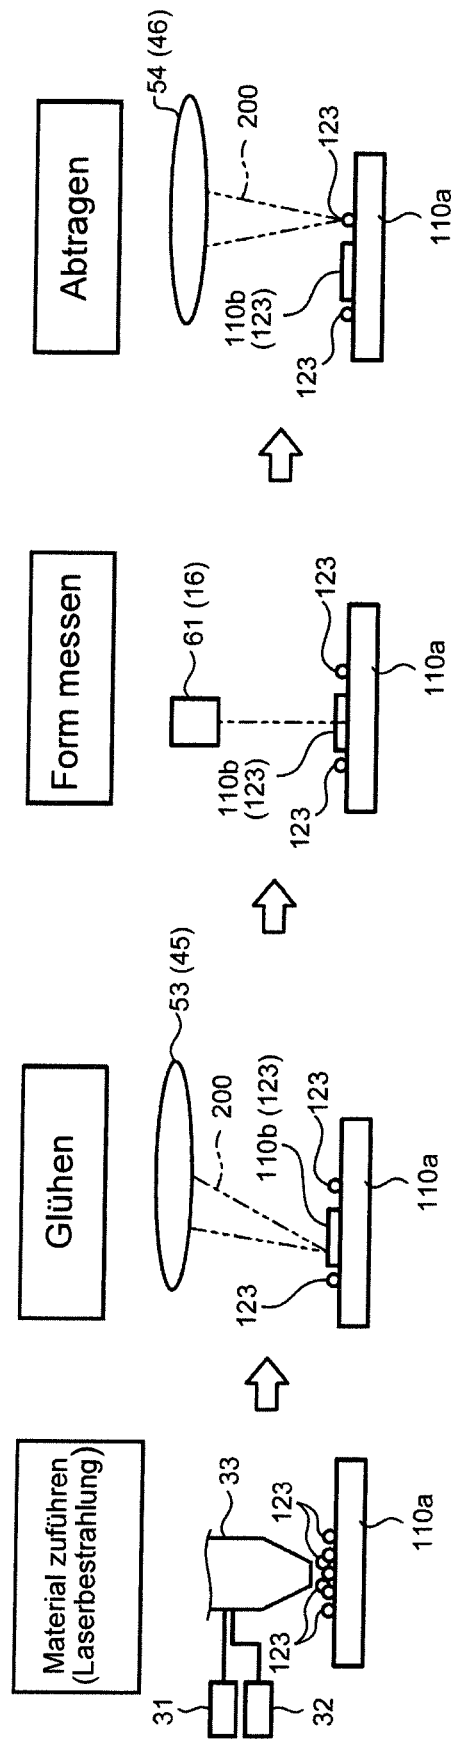 Material zuführen
(Laserbestrahlung)
31
32
33
123
123
110a
Glühen
53 (45)
200
123
110b (123)
123
110a
Form messen
61 (16)
123
110b
(123)
123
110a
Abtragen
54 (46)
200
123
110b
(123)
123
110a